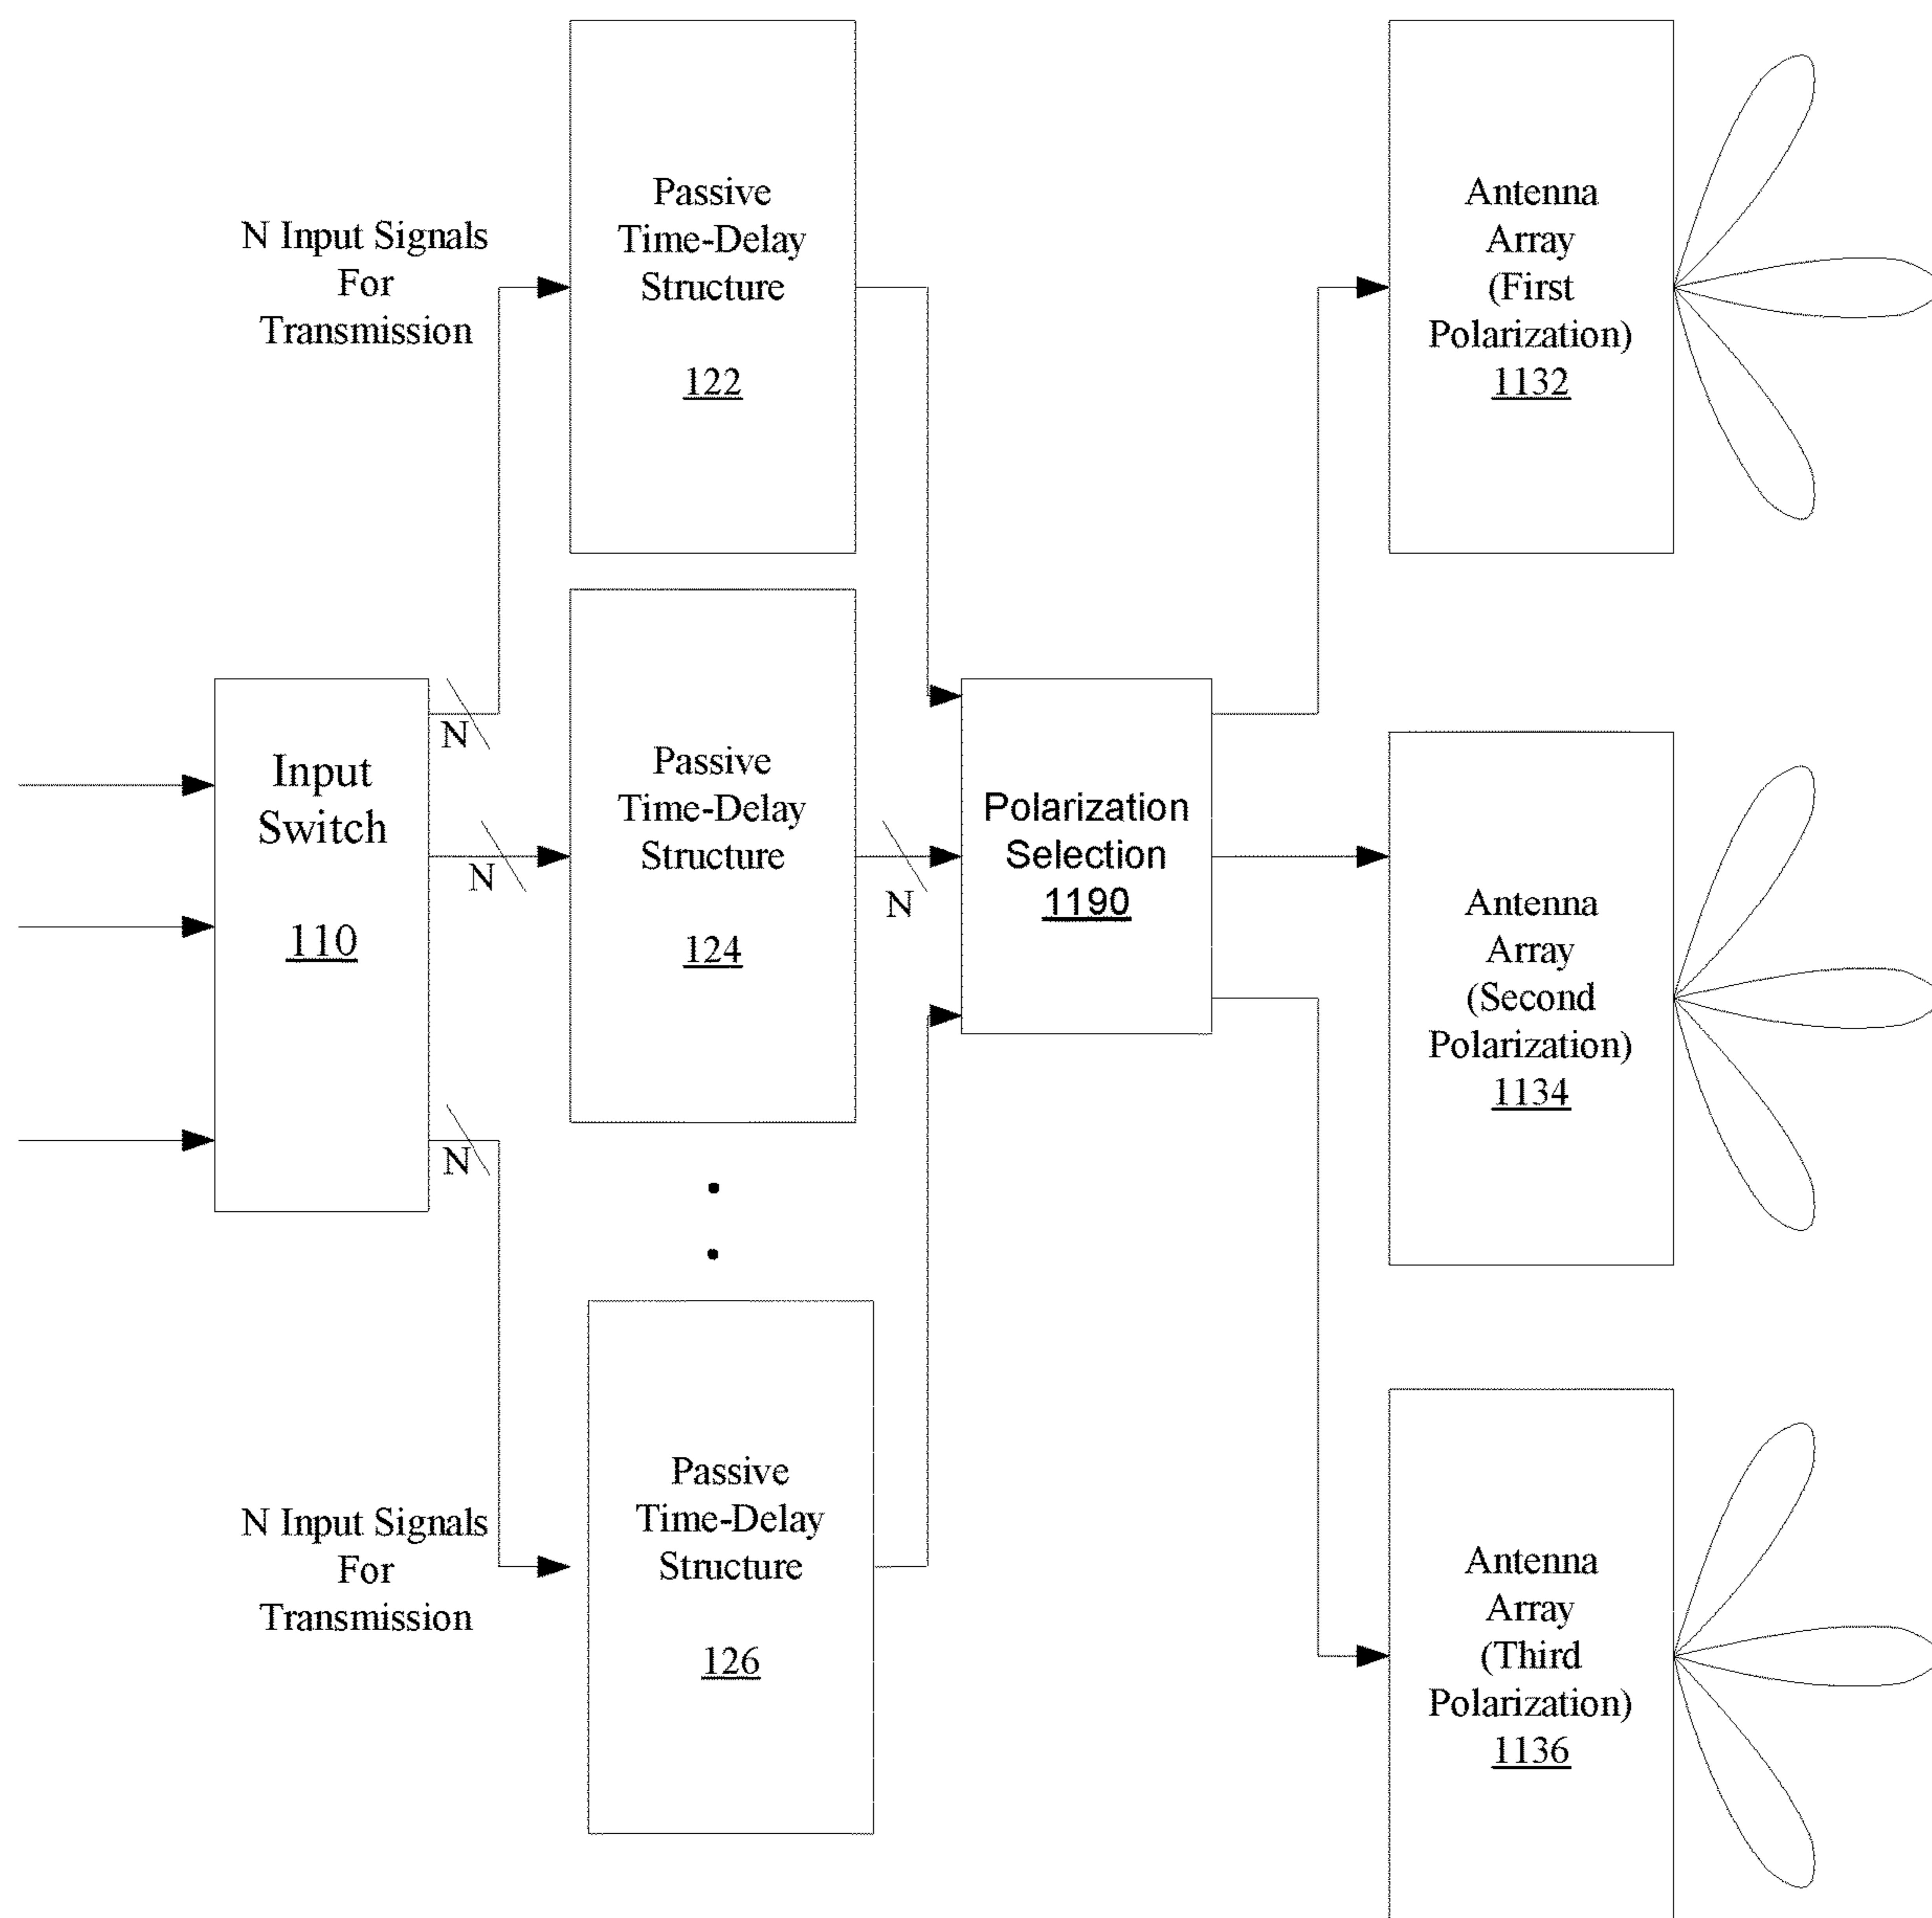 N Input Signals
For
Transmission
Passive
Time-Delay
Structure
122
Antenna
Array
(First
Polarization)
1132
N
Input
Switch
110
N
Passive
Time-Delay
Structure
124
N
Polarization
Selection
1190
Antenna
Array
(Second
Polarization)
1134
N
N Input Signals
For
Transmission
Passive
Time-Delay
Structure
126
Antenna
Array
(Third
Polarization)
1136